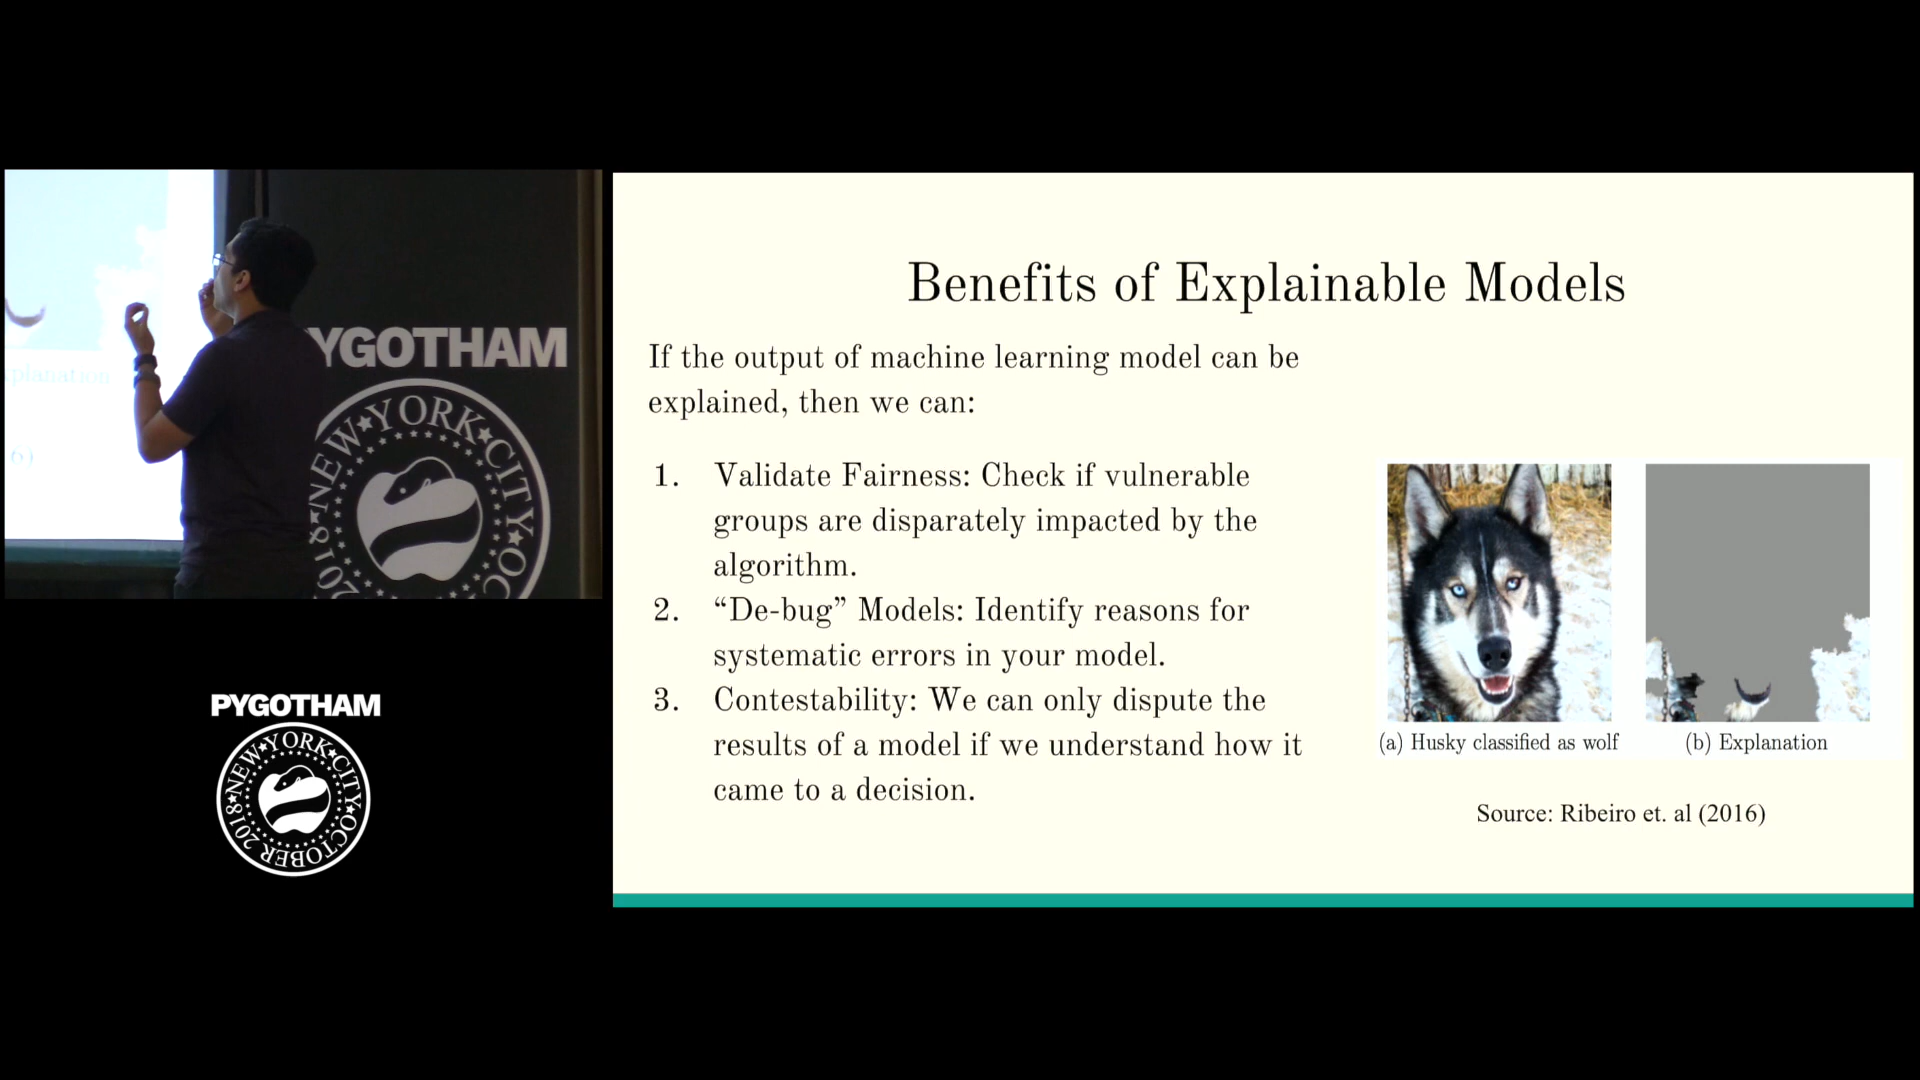 Benefits of Explainable Models
If the output of machine learning model can be
explained, then we can:
1. Validate Fairness: Check if vulnerable
groups are disparately impacted by the
algorithm.
2. “De-bug” Models: Identify reasons for
systematic errors in your model.
3. Contestability: We can only dispute the
results of a model if we understand how it
came to a decision.
(a) Husky classified as wolf
(b) Explanation
Source: Ribeiro et. al (2016)
planation
6)
YGOTHAM
NEW★YORK★CITY★OC
2018
PYGOTHAM
NEW★YORK★CITY★OCTOBER 2018